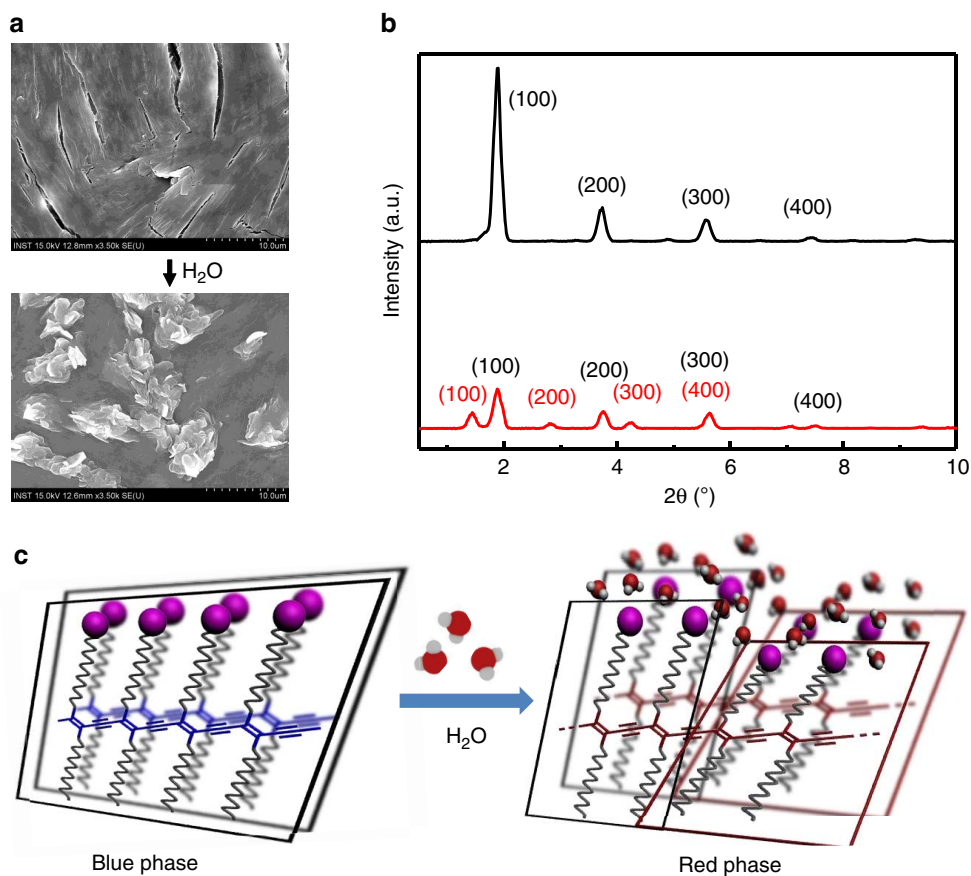 a
INST 15.0kV 12.8mm x3.50k SE(U) 10.0um
H₂O
INST 15.0kV 12.6mm x3.50k SE(U) 10.0um
b
Intensity (a.u.)
(100)
(200)
(300)
(400)
(100)
(100)
(200)
(200)
(300)
(300)
(400)
(400)
2 4 6 8 10
2θ (°)
c
H₂O
Blue phase
Red phase